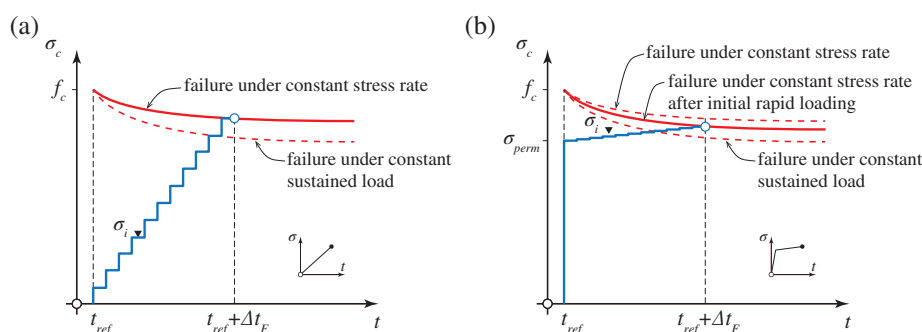 (a)
σc
fc
failure under constant stress rate
failure under constant
sustained load
σi
σ
t
tref
tref+ΔtF
t
(b)
σc
fc
failure under constant stress rate
failure under constant stress rate
after initial rapid loading
σi
σperm
failure under constant
sustained load
σ
t
tref
tref+ΔtF
t